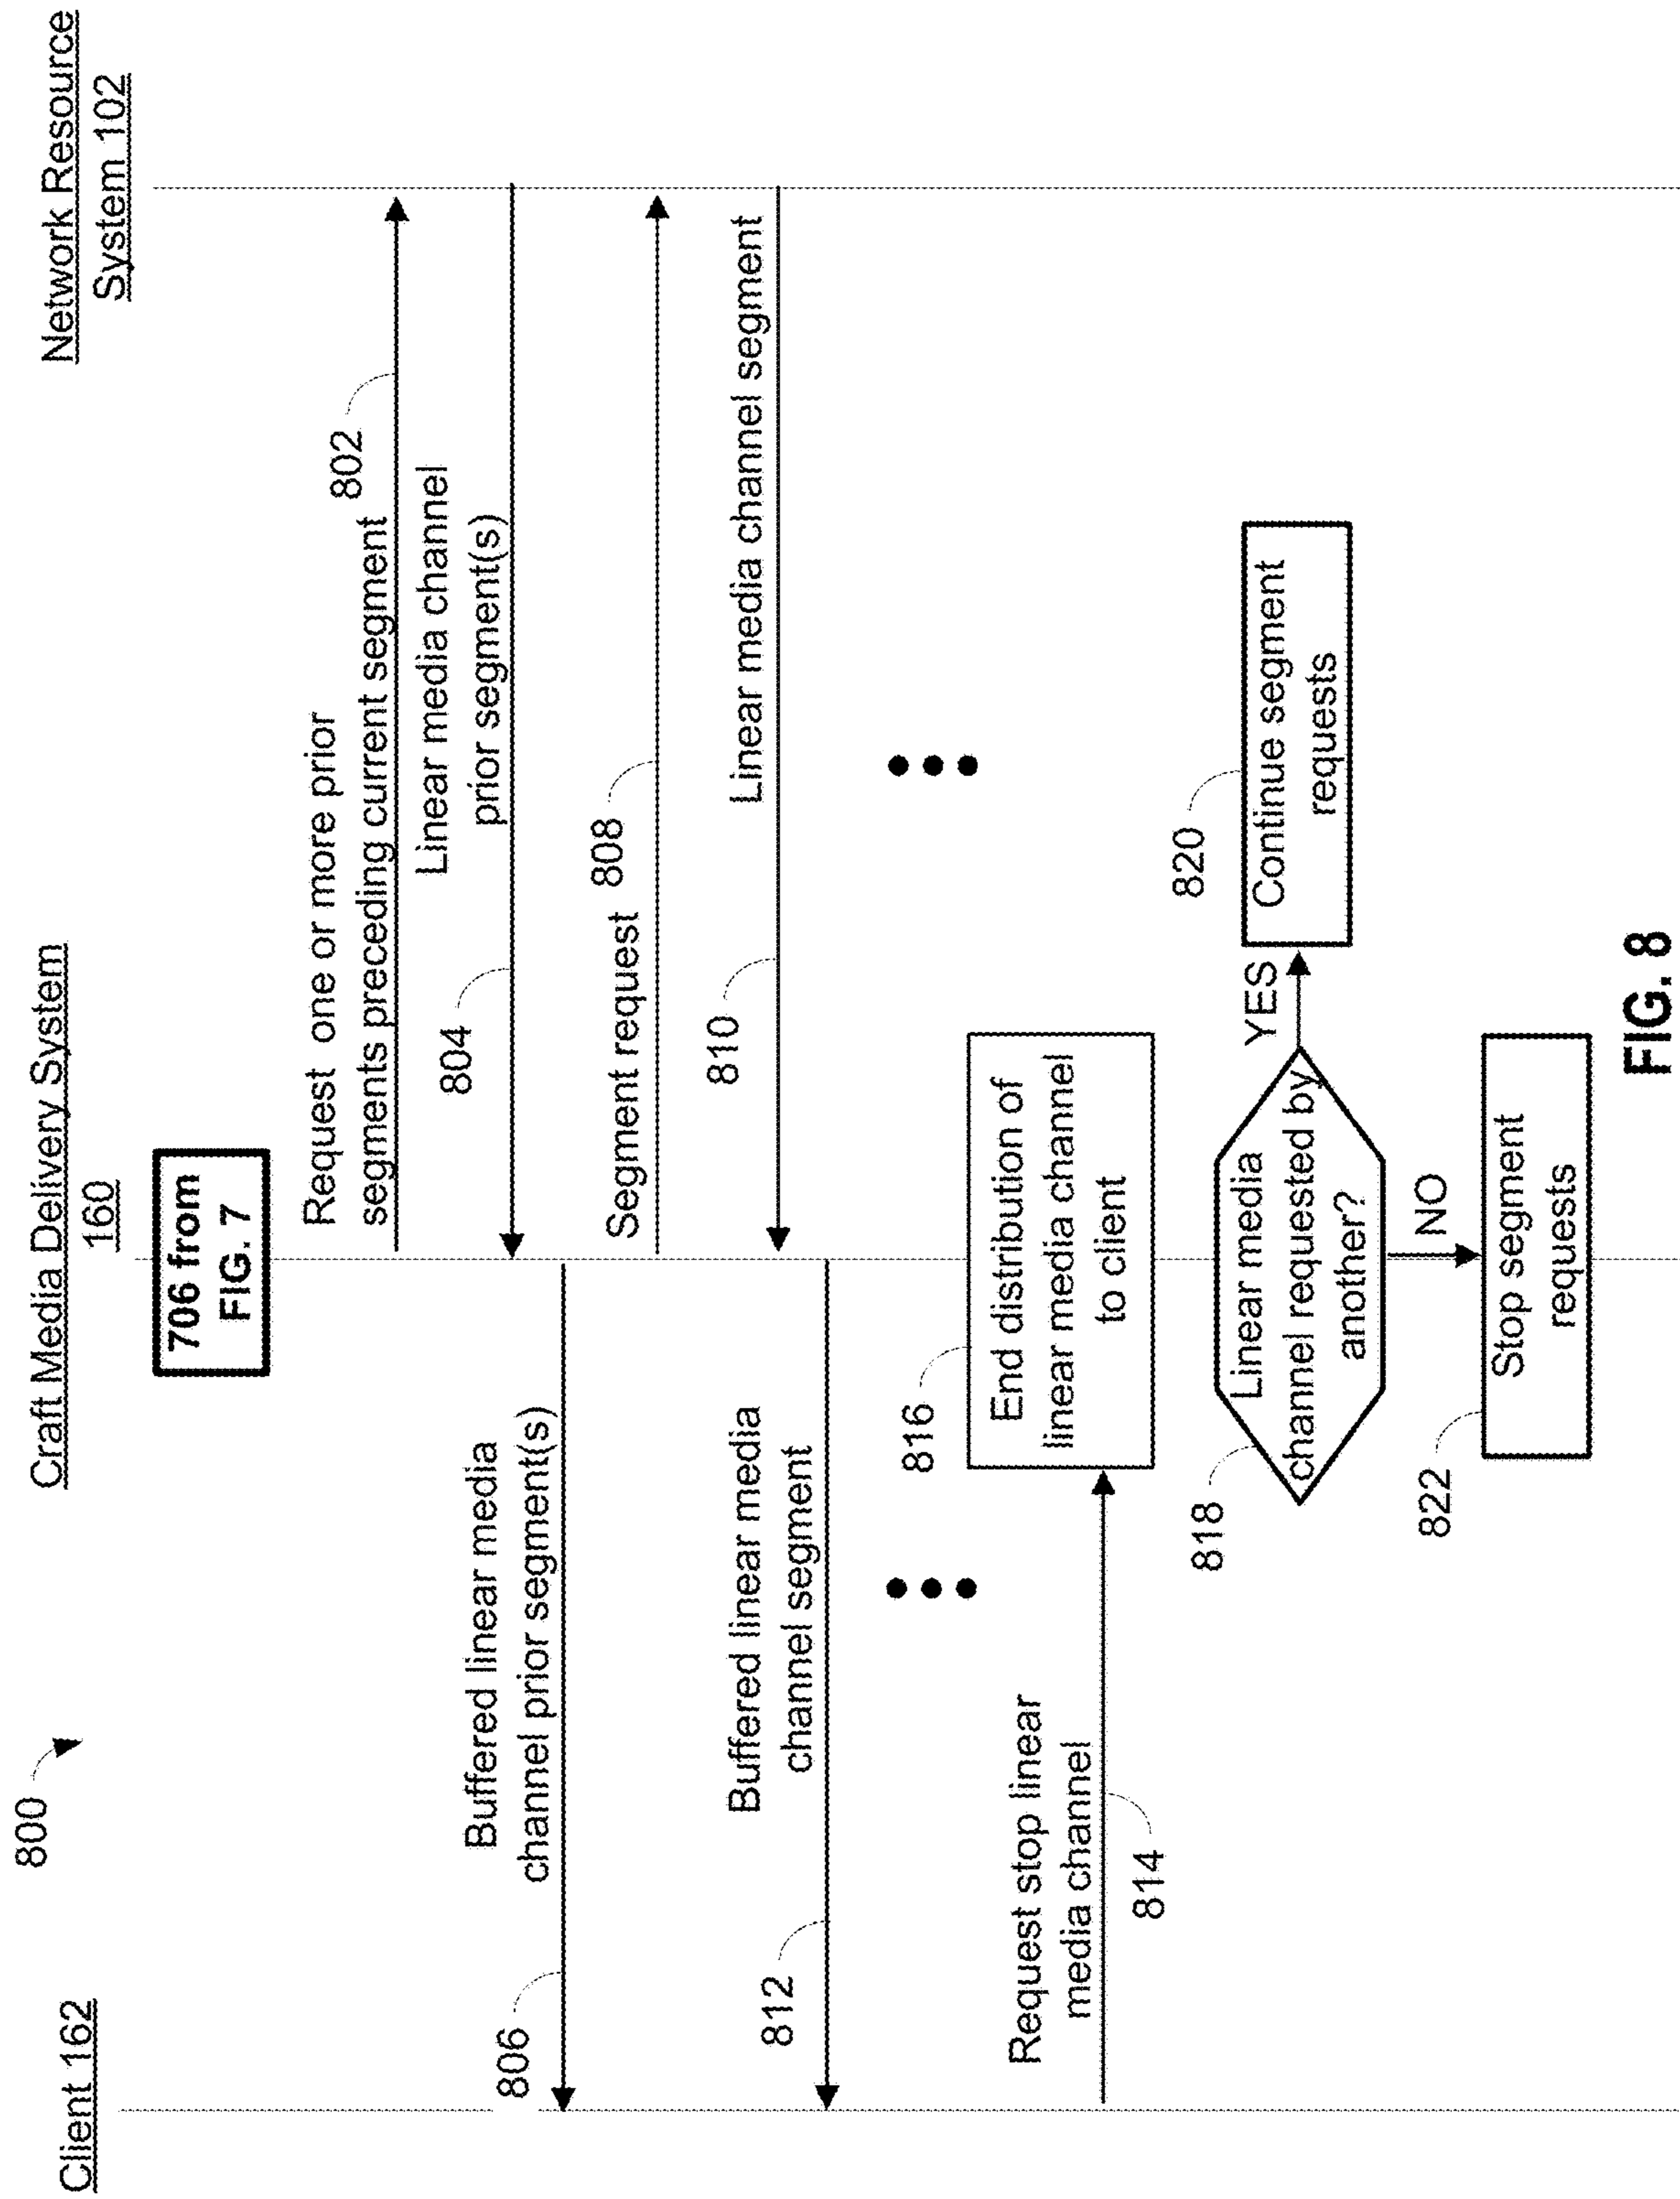 800
Client 162
Craft Media Delivery System
160
Network Resource
System 102
706 from
FIG. 7
Request one or more prior
segments preceding current segment
802
Linear media channel
prior segment(s)
804
Buffered linear media
channel prior segment(s)
806
Segment request
808
Linear media channel segment
810
Buffered linear media
channel segment
812
Request stop linear
media channel
814
End distribution of
linear media channel
to client
816
Linear media
channel requested by
another?
818
YES
Continue segment
requests
820
NO
Stop segment
requests
822
FIG. 8